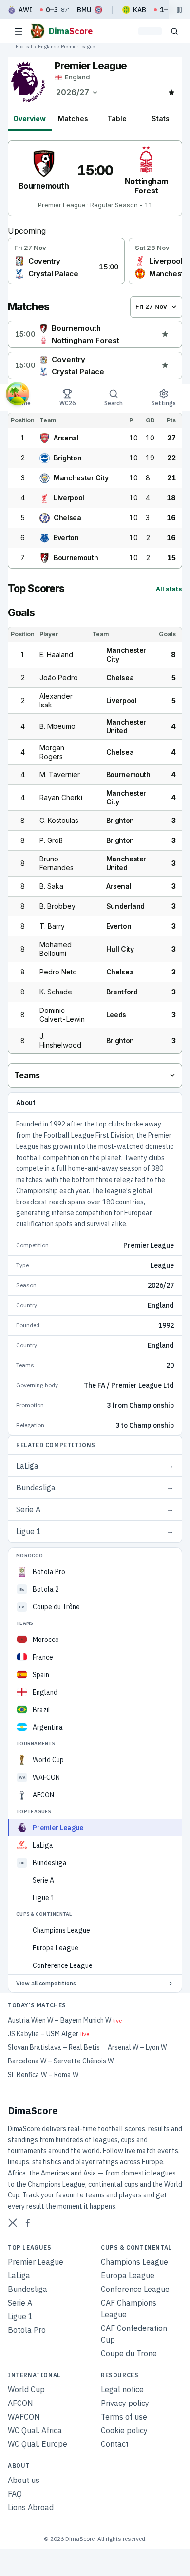 AWI 0–3 87' BMU KAB 1–
DimaScore
Football › England › Premier League
Premier League
England
2026/27
Overview Matches Table Stats
Bournemouth 15:00 Nottingham Forest
Premier League · Regular Season - 11
Upcoming
Fri 27 Nov Sat 28 Nov
Coventry 15:00 Liverpool
Crystal Palace Manchest
Matches Fri 27 Nov
15:00 Bournemouth
Nottingham Forest
15:00 Coventry
Crystal Palace
WC26 Search Settings
Position Team P GD Pts
1 Arsenal 10 10 27
2 Brighton 10 19 22
3 Manchester City 10 8 21
4 Liverpool 10 4 18
5 Chelsea 10 3 16
6 Everton 10 2 16
7 Bournemouth 10 2 15
Top Scorers All stats
Goals
Position Player Team Goals
1 E. Haaland Manchester City 8
2 João Pedro Chelsea 5
2 Alexander Isak Liverpool 5
4 B. Mbeumo Manchester United 4
4 Morgan Rogers Chelsea 4
4 M. Tavernier Bournemouth 4
4 Rayan Cherki Manchester City 4
8 C. Kostoulas Brighton 3
8 P. Groß Brighton 3
8 Bruno Fernandes Manchester United 3
8 B. Saka Arsenal 3
8 B. Brobbey Sunderland 3
8 T. Barry Everton 3
8 Mohamed Belloumi Hull City 3
8 Pedro Neto Chelsea 3
8 K. Schade Brentford 3
8 Dominic Calvert-Lewin Leeds 3
8 J. Hinshelwood Brighton 3
Teams
About
Founded in 1992 after the top clubs broke away from the Football League First Division, the Premier League has grown into the most-watched domestic football competition on the planet. Twenty clubs compete in a full home-and-away season of 380 matches, with the bottom three relegated to the Championship each year. The league's global broadcast reach spans over 180 countries, generating intense competition for European qualification spots and survival alike.
Competition Premier League
Type League
Season 2026/27
Country England
Founded 1992
Country England
Teams 20
Governing body The FA / Premier League Ltd
Promotion 3 from Championship
Relegation 3 to Championship
RELATED COMPETITIONS
LaLiga →
Bundesliga →
Serie A →
Ligue 1 →
MOROCCO
Botola Pro
Botola 2
Coupe du Trône
TEAMS
Morocco
France
Spain
England
Brazil
Argentina
TOURNAMENTS
World Cup
WAFCON
AFCON
TOP LEAGUES
Premier League
LaLiga
Bundesliga
Serie A
Ligue 1
CUPS & CONTINENTAL
Champions League
Europa League
Conference League
View all competitions
TODAY'S MATCHES
Austria Wien W – Bayern Munich W live
JS Kabylie – USM Alger live
Slovan Bratislava – Real Betis Arsenal W – Lyon W
Barcelona W – Servette Chênois W
SL Benfica W – Roma W
DimaScore
DimaScore delivers real-time football scores, results and standings from hundreds of leagues, cups and tournaments around the world. Follow live match events, lineups, statistics and player ratings across Europe, Africa, the Americas and Asia — from domestic leagues to the Champions League, continental cups and the World Cup. Track your favourite teams and players and get every result the moment it happens.
TOP LEAGUES
Premier League
LaLiga
Bundesliga
Serie A
Ligue 1
Botola Pro
CUPS & CONTINENTAL
Champions League
Europa League
Conference League
CAF Champions League
CAF Confederation Cup
Coupe du Trone
INTERNATIONAL
World Cup
AFCON
WAFCON
WC Qual. Africa
WC Qual. Europe
RESOURCES
Legal notice
Privacy policy
Terms of use
Cookie policy
Contact
ABOUT
About us
FAQ
Lions Abroad
© 2026 DimaScore. All rights reserved.